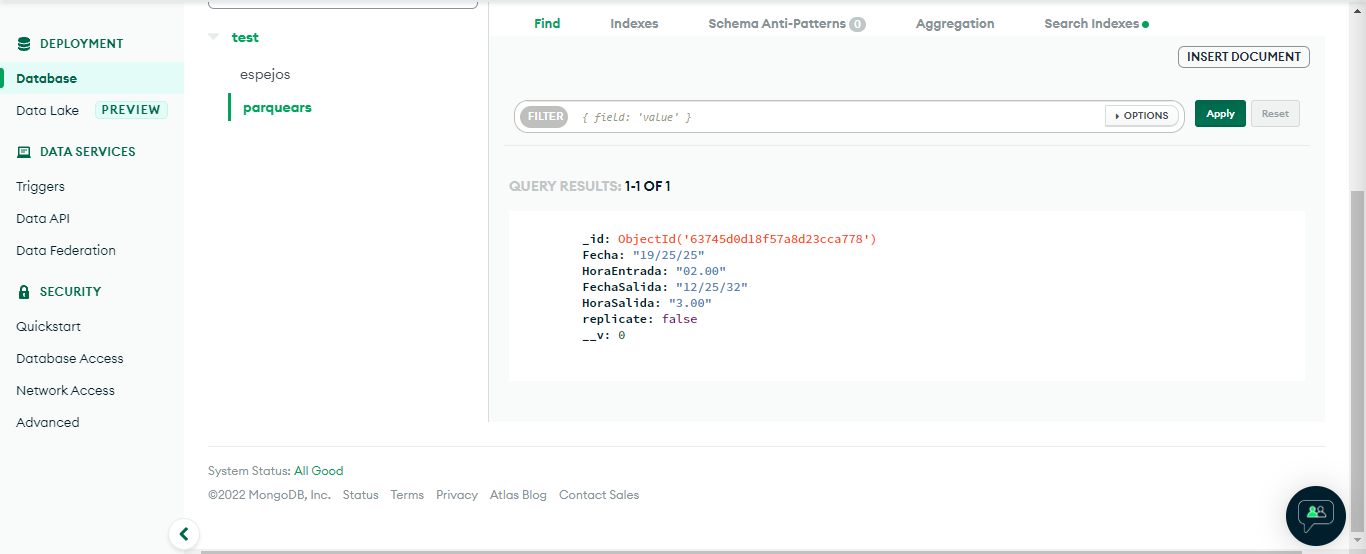 DEPLOYMENT
Database
Data Lake PREVIEW
DATA SERVICES
Triggers
Data API
Data Federation
SECURITY
Quickstart
Database Access
Network Access
Advanced
test
espejos
parquears
Find Indexes Schema Anti-Patterns 0 Aggregation Search Indexes
INSERT DOCUMENT
FILTER { field: 'value' } OPTIONS Apply Reset
QUERY RESULTS: 1-1 OF 1
_id: ObjectId('63745d0d18f57a8d23cca778')
Fecha: "19/25/25"
HoraEntrada: "02.00"
FechaSalida: "12/25/32"
HoraSalida: "3.00"
replicate: false
__v: 0
System Status: All Good
©2022 MongoDB, Inc. Status Terms Privacy Atlas Blog Contact Sales